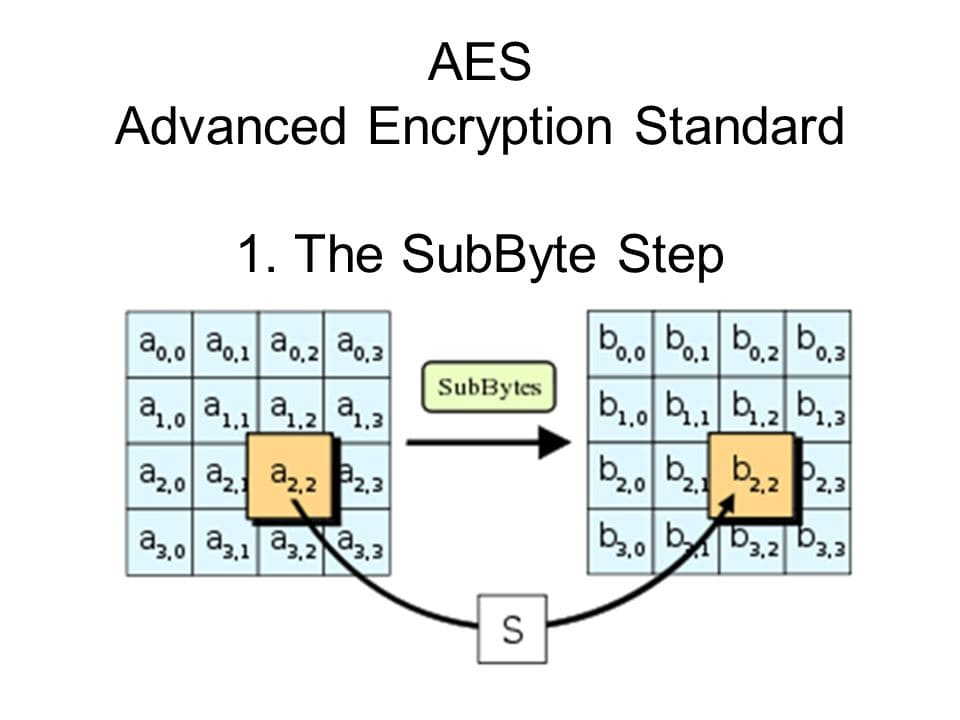 AES
Advanced Encryption Standard
1. The SubByte Step
a0,0 a0,1 a0,2 a0,3
a1,0 a1,1 a1,2 a1,3
a2,0 a2,1 a2,2 a2,3
a3,0 a3,1 a3,2 a3,3
SubBytes
b0,0 b0,1 b0,2 b0,3
b1,0 b1,1 b1,2 b1,3
b2,0 b2,1 b2,2 b2,3
b3,0 b3,1 b3,2 b3,3
S